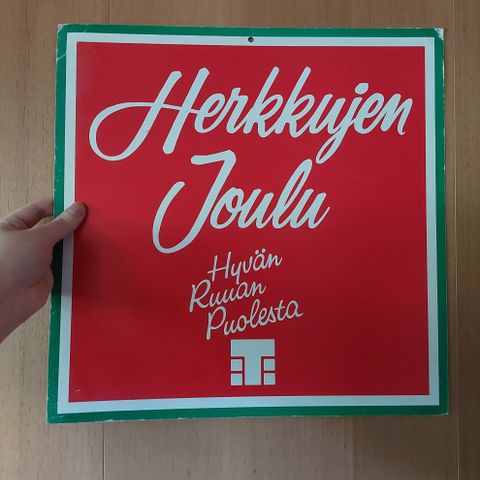 Herkkujen
Joulu
Hyvän
Ruuan
Puolesta
T